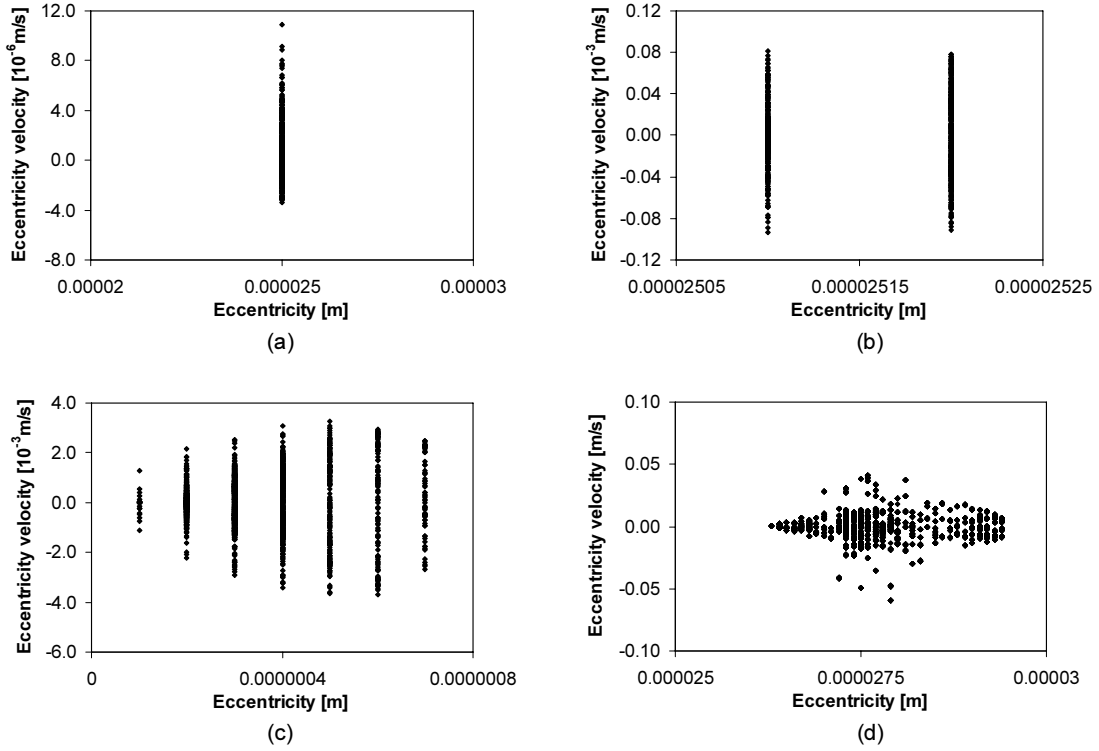 12.0
8.0
4.0
0.0
-4.0
-8.0
Eccentricity velocity [10⁻⁶m/s]
0.00002 0.000025 0.00003
Eccentricity [m]
(a)
0.12
0.08
0.04
0.00
-0.04
-0.08
-0.12
Eccentricity velocity [10⁻³m/s]
0.00002505 0.00002515 0.00002525
Eccentricity [m]
(b)
4.0
2.0
0.0
-2.0
-4.0
-6.0
Eccentricity velocity [10⁻³m/s]
0 0.0000004 0.0000008
Eccentricity [m]
(c)
0.10
0.05
0.00
-0.05
-0.10
Eccentricity velocity [m/s]
0.000025 0.0000275 0.00003
Eccentricity [m]
(d)